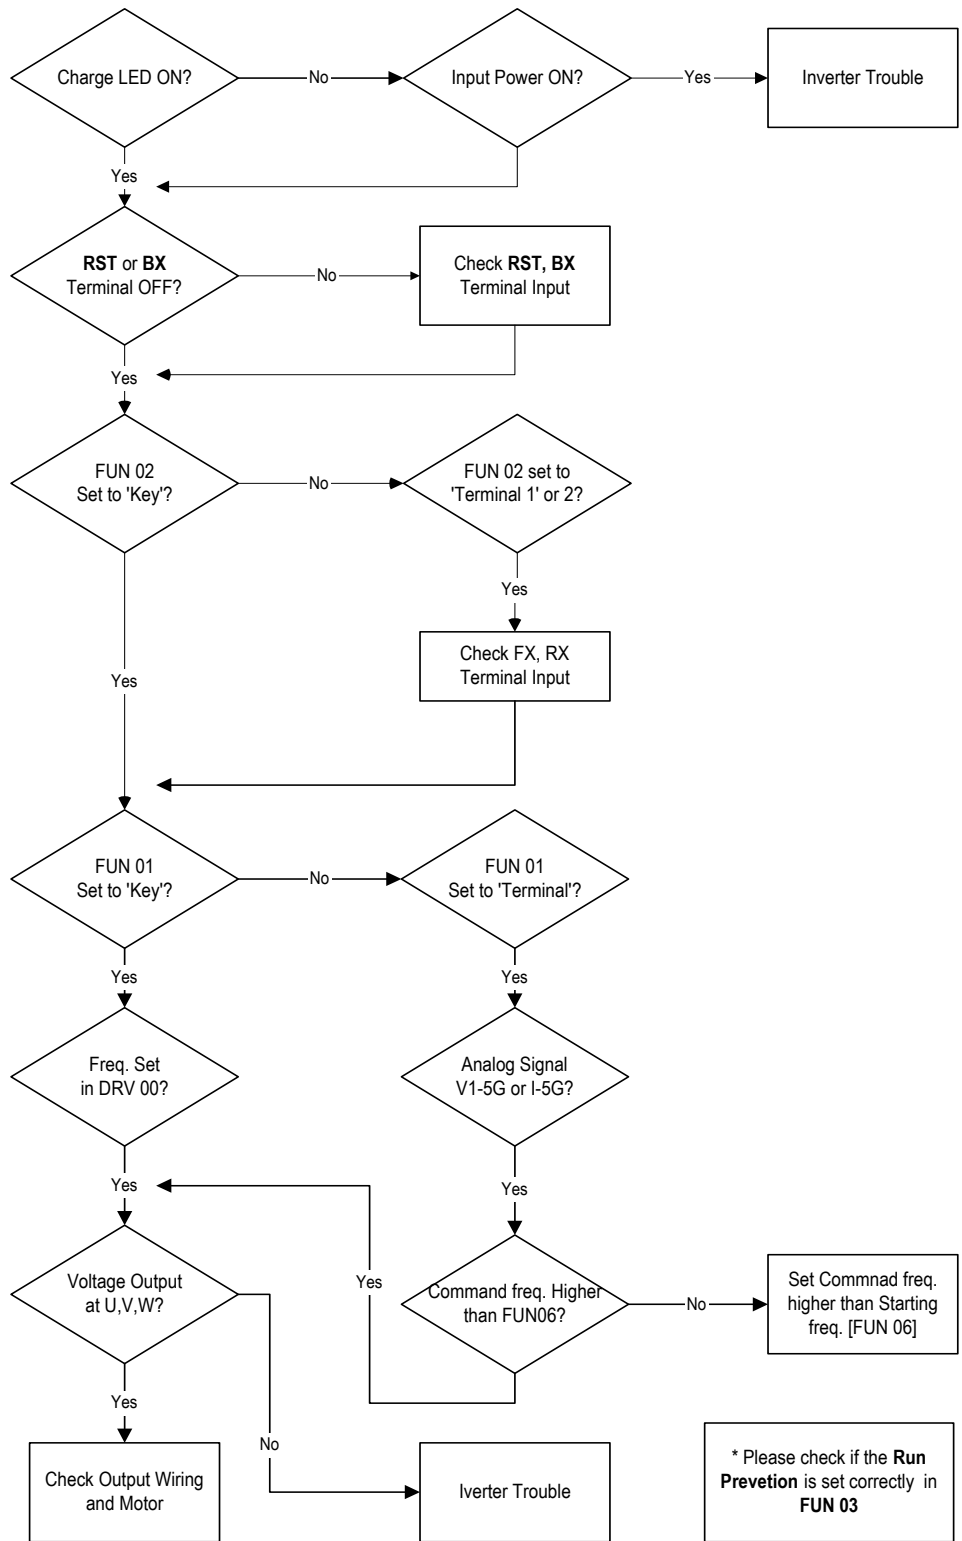 Charge LED ON?
No
Input Power ON?
Yes
Inverter Trouble
Yes
RST or BX
Terminal OFF?
No
Check RST, BX
Terminal Input
Yes
FUN 02
Set to 'Key'?
No
FUN 02 set to
'Terminal 1' or 2?
Yes
Check FX, RX
Terminal Input
Yes
FUN 01
Set to 'Key'?
No
FUN 01
Set to 'Terminal'?
Yes
Yes
Freq. Set
in DRV 00?
Analog Signal
V1-5G or I-5G?
Yes
Yes
Voltage Output
at U,V,W?
Yes
Command freq. Higher
than FUN06?
No
Set Commnad freq.
higher than Starting
freq. [FUN 06]
Yes
No
Check Output Wiring
and Motor
Iverter Trouble
* Please check if the Run
Prevetion is set correctly in
FUN 03